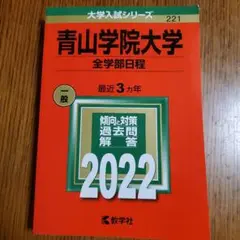 大学入試シリーズ
221
青山学院大学
全学部日程
一般
最近3ヵ年
傾向と対策
過去問
解答
2022
教学社